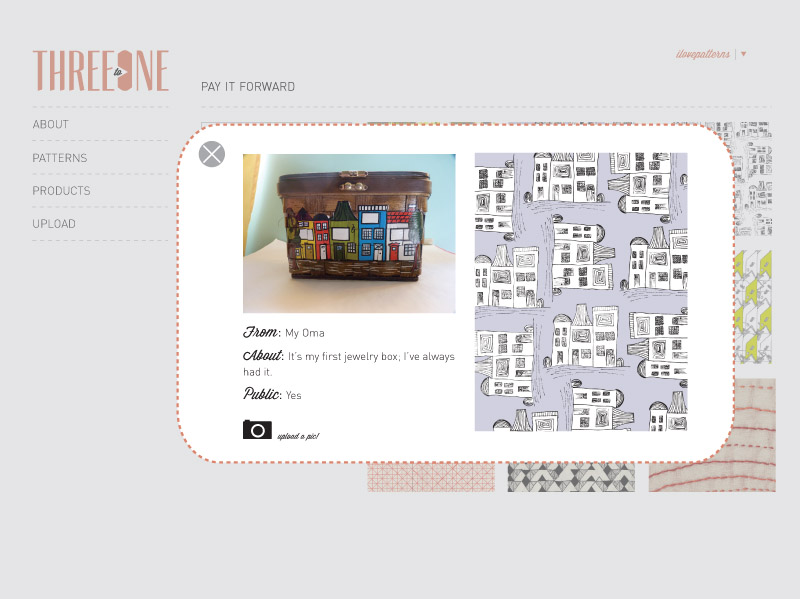 THREE to ONE
ilovepatterns | ♥
PAY IT FORWARD
ABOUT
PATTERNS
PRODUCTS
UPLOAD
From: My Oma
About: It's my first jewelry box; I've always
had it.
Public: Yes
upload a pic!